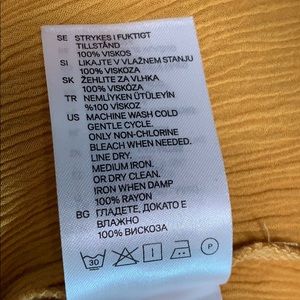 SE STRYKES I FUKTIGT
TILLSTÅND
100% VISKOS
SI LIKAJTE V VLAŽNEM STANJU
100% VISKOZA
SK ŽEHLITE ZA VLHKA
100% VISKÓZA
TR NEMLİYKEN ÜTÜLEYİN
%100 VİSKOZ
US MACHINE WASH COLD
GENTLE CYCLE.
ONLY NON-CHLORINE
BLEACH WHEN NEEDED.
LINE DRY.
MEDIUM IRON.
OR DRY CLEAN.
IRON WHEN DAMP
100% RAYON
BG ГЛАДЕТЕ, ДОКАТО Е
ВЛАЖНО
100% ВИСКОЗА
30 P